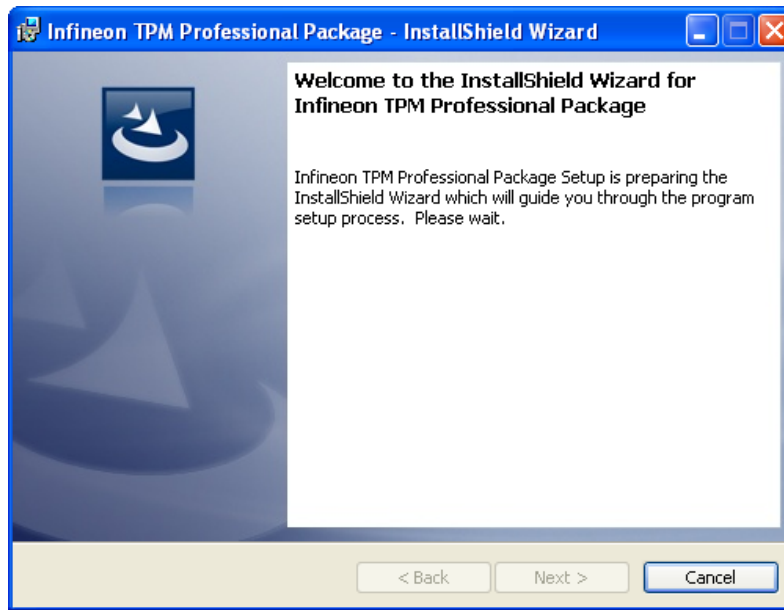 Infineon TPM Professional Package - InstallShield Wizard
Welcome to the InstallShield Wizard for
Infineon TPM Professional Package
Infineon TPM Professional Package Setup is preparing the
InstallShield Wizard which will guide you through the program
setup process.  Please wait.
< Back
Next >
Cancel